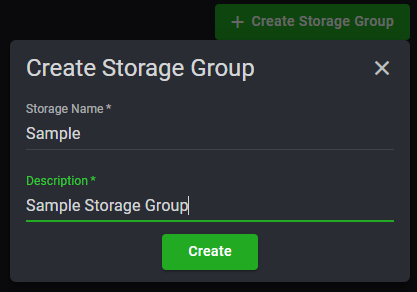 + Create Storage Group
Create Storage Group
Storage Name *
Sample
Description *
Sample Storage Group
Create